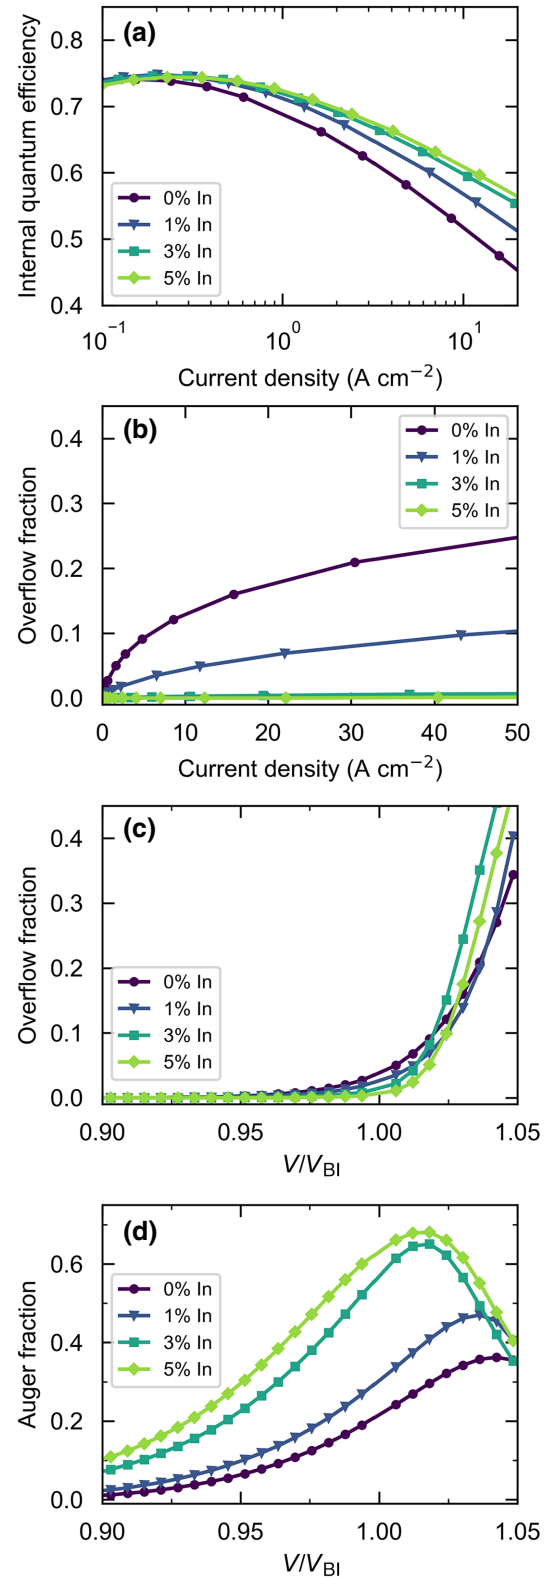 (a)
Internal quantum efficiency
0.8
0.7
0.6
0.5
0.4
0% In
1% In
3% In
5% In
10⁻¹
10⁰
10¹
Current density (A cm⁻²)
(b)
Overflow fraction
0.4
0.3
0.2
0.1
0.0
0% In
1% In
3% In
5% In
0 10 20 30 40 50
Current density (A cm⁻²)
(c)
Overflow fraction
0.4
0.3
0.2
0.1
0.0
0% In
1% In
3% In
5% In
0.90 0.95 1.00 1.05
V/V_BI
(d)
Auger fraction
0.6
0.4
0.2
0.0
0% In
1% In
3% In
5% In
0.90 0.95 1.00 1.05
V/V_BI